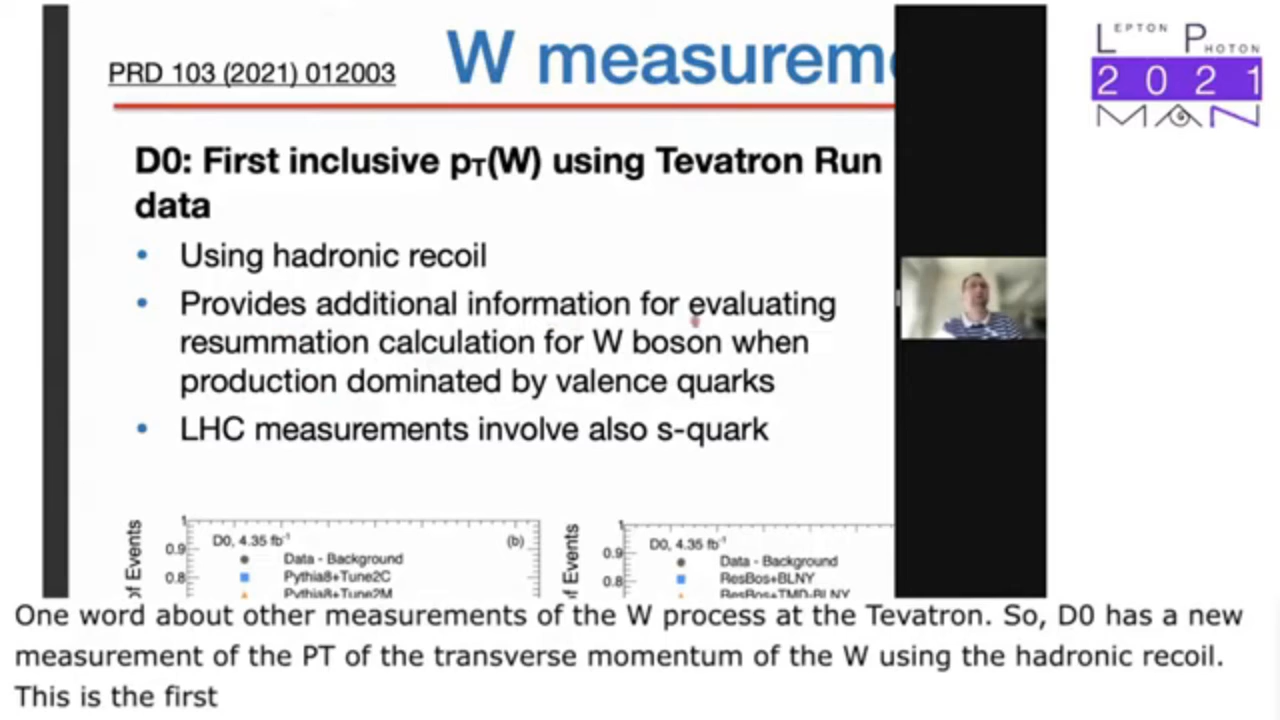 PRD 103 (2021) 012003
W measureme
LEPTON PHOTON
2021
MAN
D0: First inclusive pT(W) using Tevatron Run
data
• Using hadronic recoil
• Provides additional information for evaluating
resummation calculation for W boson when
production dominated by valence quarks
• LHC measurements involve also s-quark
of Events
1
0.9
0.8
D0, 4.35 fb⁻¹
(b)
Data - Background
Pythia8+Tune2C
Pythia8+Tune2M
of Events
1
0.9
0.8
D0, 4.35 fb⁻¹
Data - Background
ResBos+BLNY
ResBos+TMD-BLNY
One word about other measurements of the W process at the Tevatron. So, D0 has a new
measurement of the PT of the transverse momentum of the W using the hadronic recoil.
This is the first